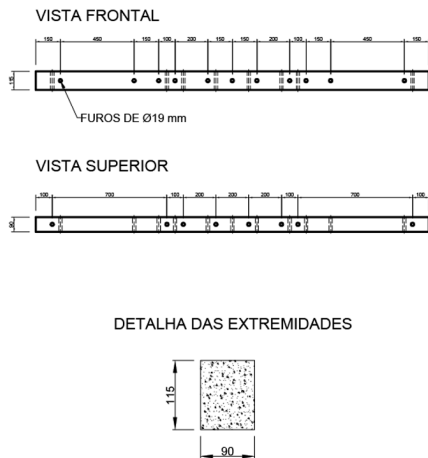 VISTA FRONTAL
150 450 150 100 200 150 150 200 100 150 450 150
115
FUROS DE Ø19 mm
VISTA SUPERIOR
100 700 100 200 200 200 100 700 100
90
DETALHA DAS EXTREMIDADES
115
90